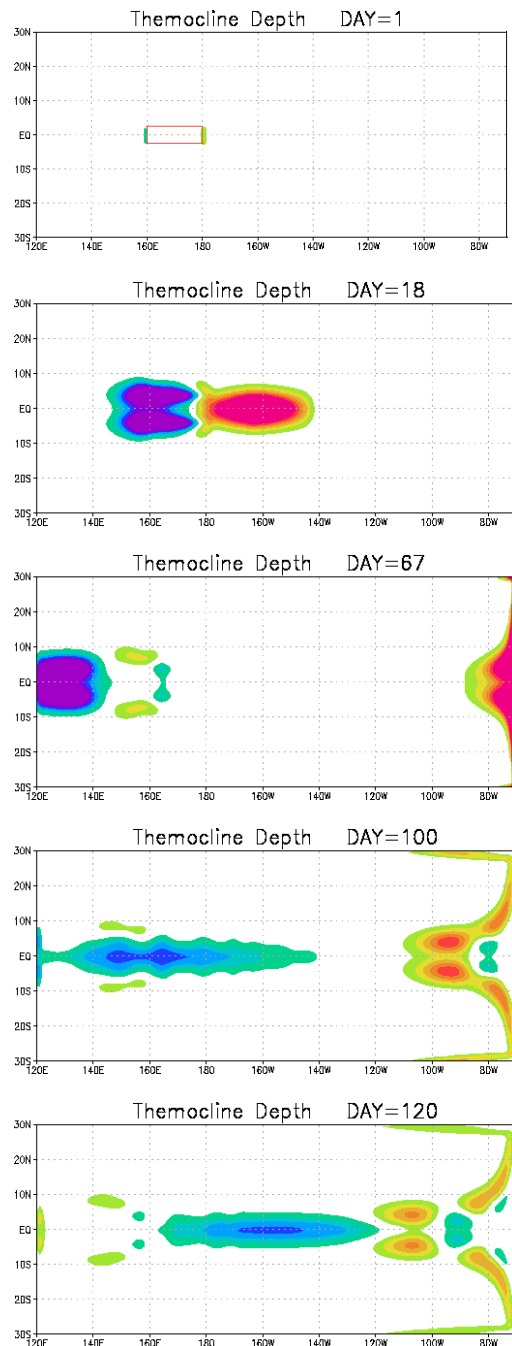 Themocline Depth DAY=1
30N
20N
10N
EQ
10S
20S
30S
120E 140E 160E 180 160W 140W 120W 100W 80W
Themocline Depth DAY=18
30N
20N
10N
EQ
10S
20S
30S
120E 140E 160E 180 160W 140W 120W 100W 80W
Themocline Depth DAY=67
30N
20N
10N
EQ
10S
20S
30S
120E 140E 160E 180 160W 140W 120W 100W 80W
Themocline Depth DAY=100
30N
20N
10N
EQ
10S
20S
30S
120E 140E 160E 180 160W 140W 120W 100W 80W
Themocline Depth DAY=120
30N
20N
10N
EQ
10S
20S
30S
120E 140E 160E 180 160W 140W 120W 100W 80W